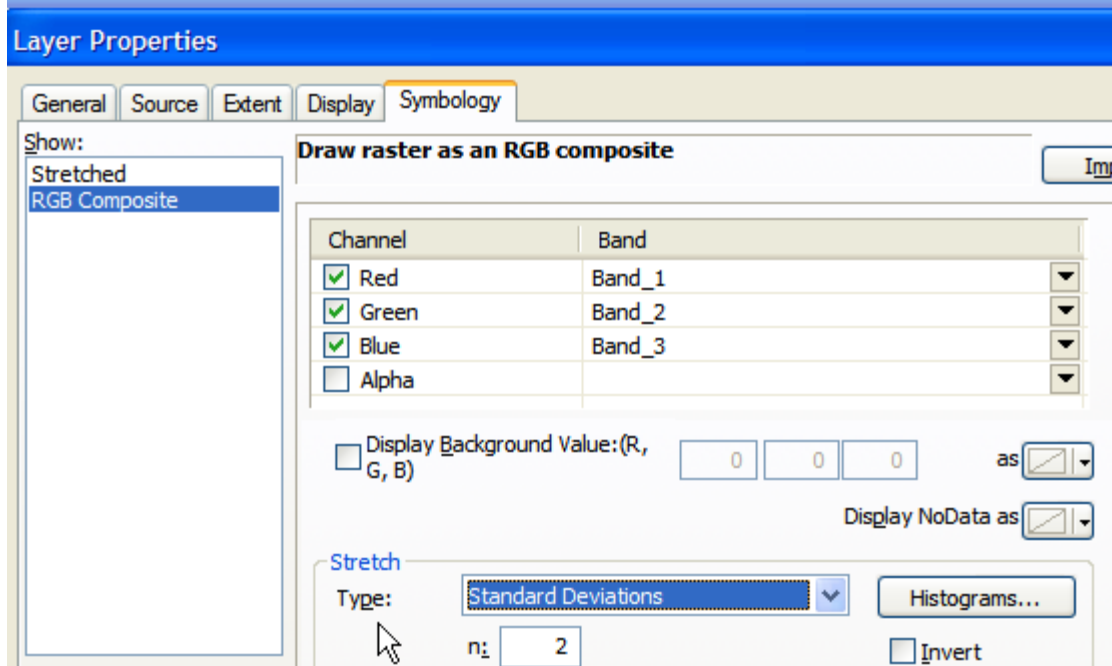 Layer Properties
General Source Extent Display Symbology
Show:
Stretched
RGB Composite
Draw raster as an RGB composite
Channel Band
Red Band_1
Green Band_2
Blue Band_3
Alpha
Display Background Value:(R,
G, B) 0 0 0 as
Display NoData as
Stretch
Type: Standard Deviations Histograms...
n: 2 Invert